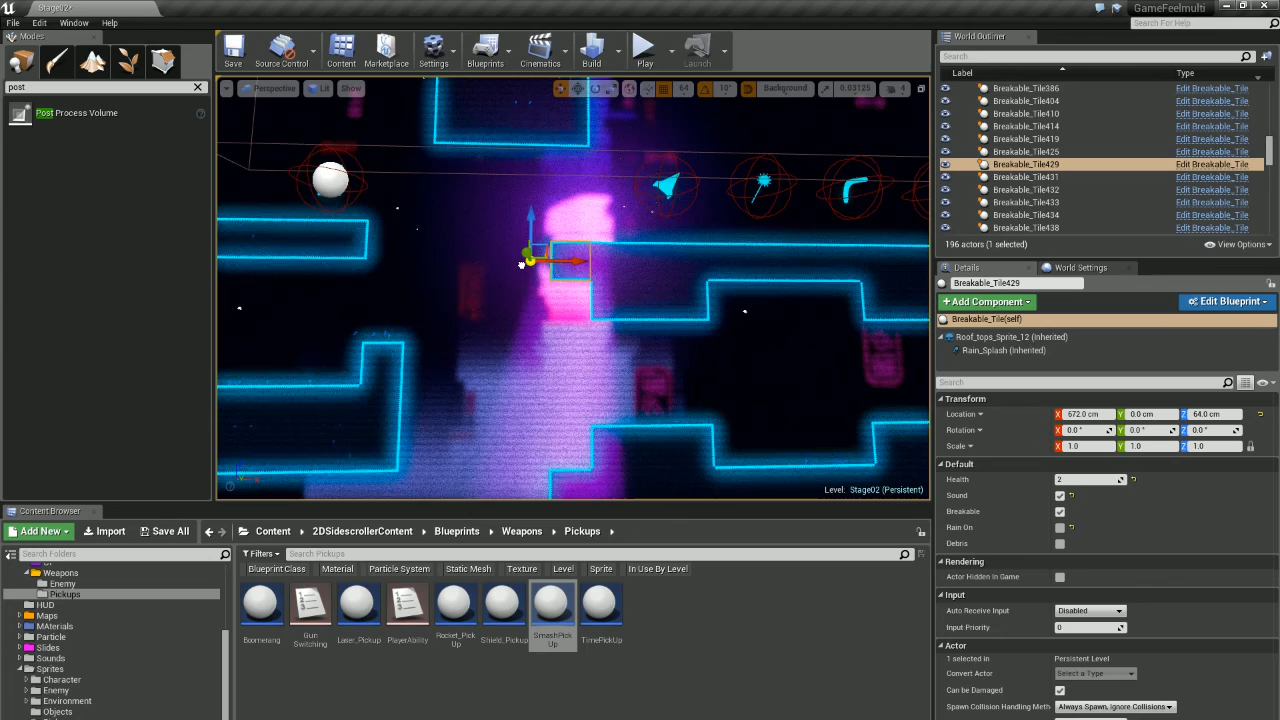 Stage02*
GameFeelmulti
File Edit Window Help
Search For Help
Modes
post
Post Process Volume
Save Source Control Content Marketplace Settings Blueprints Cinematics Build Play Launch
Perspective Lit Show 64 10° Background 0.03125 4
Level: Stage02 (Persistent)
World Outliner
Search
Label Type
Breakable_Tile386 Edit Breakable_Tile
Breakable_Tile404 Edit Breakable_Tile
Breakable_Tile410 Edit Breakable_Tile
Breakable_Tile414 Edit Breakable_Tile
Breakable_Tile419 Edit Breakable_Tile
Breakable_Tile425 Edit Breakable_Tile
Breakable_Tile429 Edit Breakable_Tile
Breakable_Tile431 Edit Breakable_Tile
Breakable_Tile432 Edit Breakable_Tile
Breakable_Tile433 Edit Breakable_Tile
Breakable_Tile434 Edit Breakable_Tile
Breakable_Tile438 Edit Breakable_Tile
196 actors (1 selected) View Options
Details World Settings
Breakable_Tile429
Add Component Edit Blueprint
Breakable_Tile(self)
Roof_tops_Sprite_12 (Inherited)
Rain_Splash (Inherited)
Search
Transform
Location X 672.0 cm Y 0.0 cm Z 64.0 cm
Rotation X 0.0 ° Y 0.0 ° Z 0.0 °
Scale X 1.0 Y 1.0 Z 1.0
Default
Health 2
Sound
Breakable
Rain On
Debris
Rendering
Actor Hidden In Game
Input
Auto Receive Input Disabled
Input Priority 0
Actor
1 selected in Persistent Level
Convert Actor Select a Type
Can be Damaged
Spawn Collision Handling Meth Always Spawn, Ignore Collisions
Content Browser
Add New Import Save All Content 2DSidescrollerContent Blueprints Weapons Pickups
Search Folders
Filters Search Pickups
Blueprint Class Material Particle System Static Mesh Texture Level Sprite In Use By Level
Weapons
Enemy
Pickups
HUD
Maps
MAterials
Particle
Slides
Sounds
Sprites
Character
Enemy
Environment
Objects
Boomerang
Gun Switching
Laser_Pickup
PlayerAbility
Rocket_Pick Up
Shield_Pickup
SmashPick Up
TimePickUp